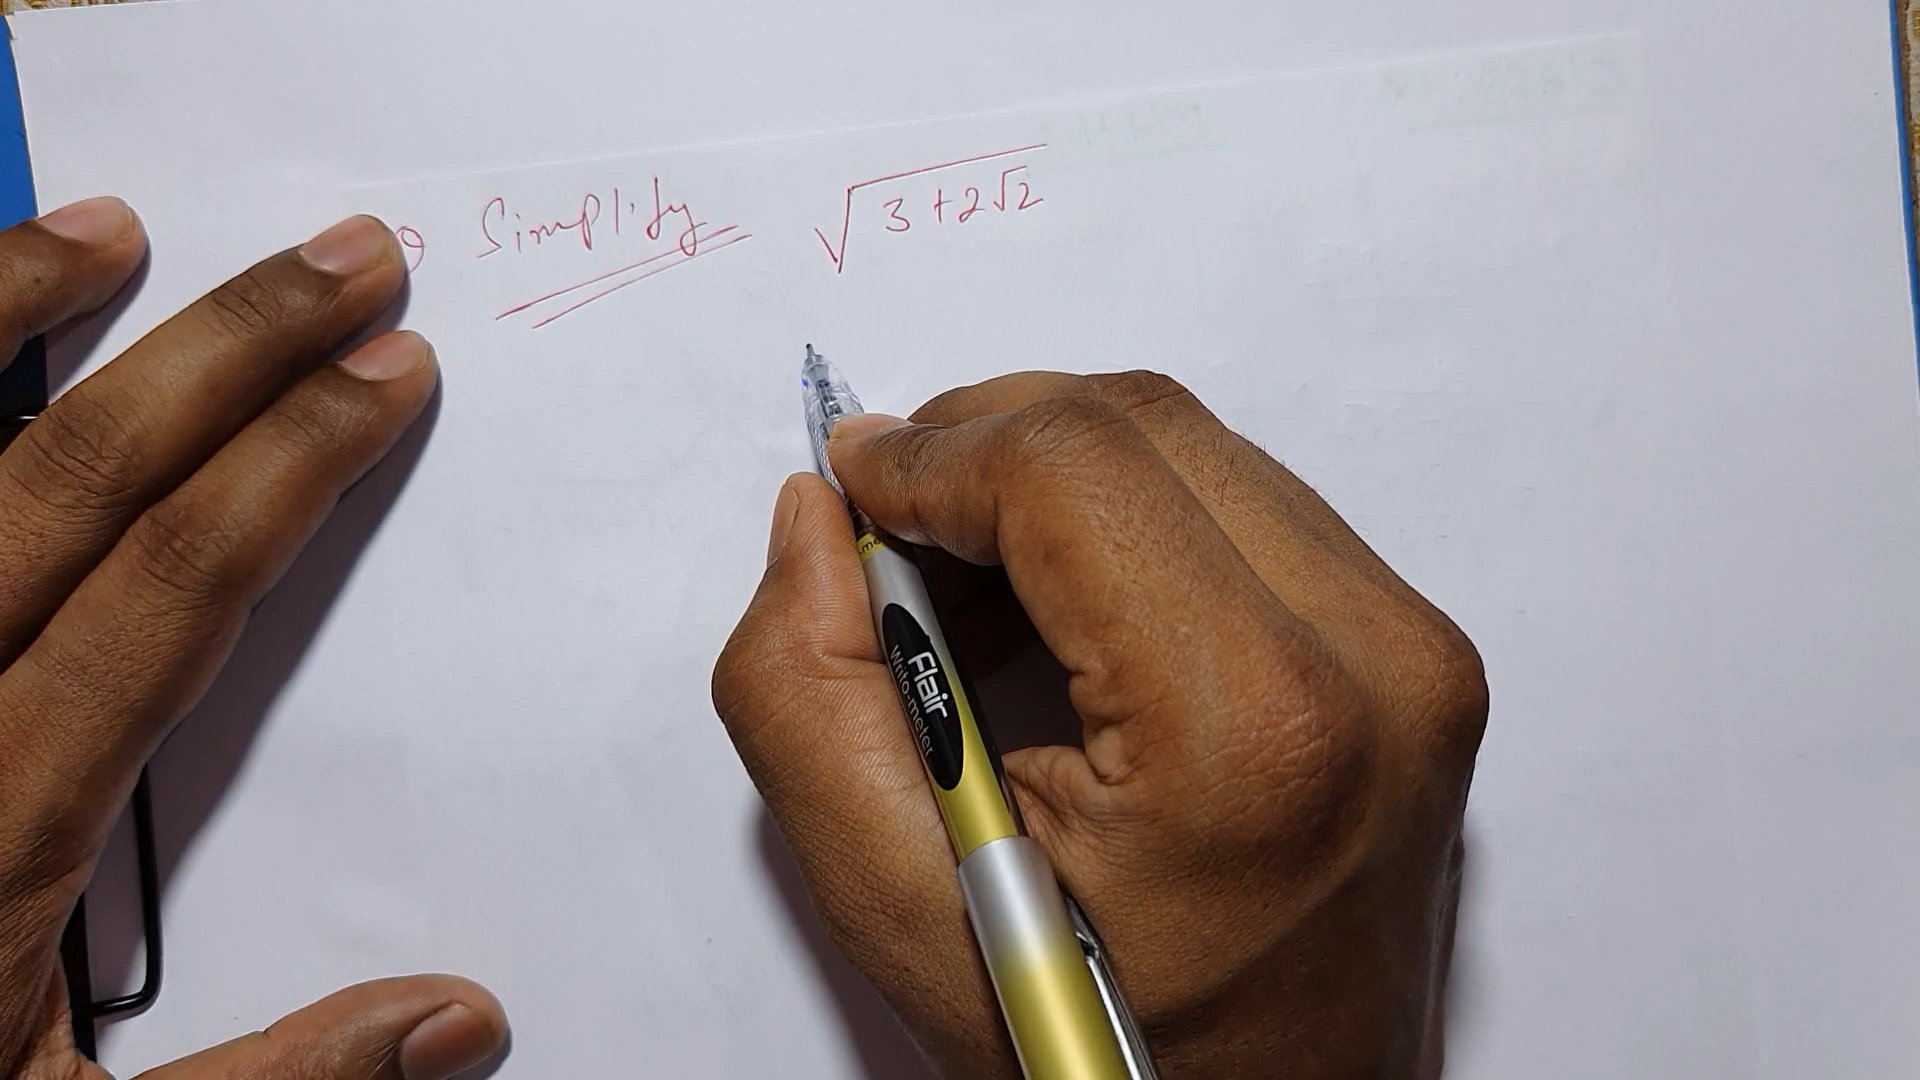 Simplify √(3+2√2)
Flair
Writo-meter